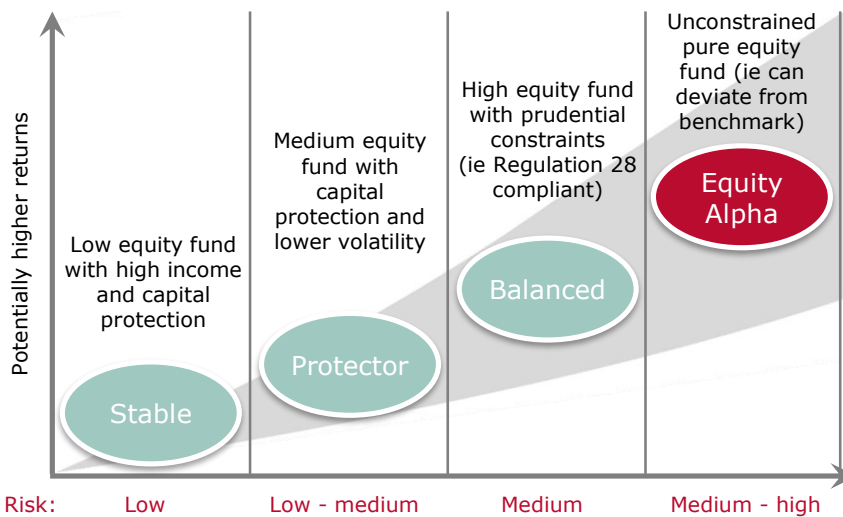 Potentially higher returns
Low equity fund
with high income
and capital
protection
Stable
Medium equity
fund with
capital
protection and
lower volatility
Protector
High equity fund
with prudential
constraints
(ie Regulation 28
compliant)
Balanced
Unconstrained
pure equity
fund (ie can
deviate from
benchmark)
Equity
Alpha
Risk: Low Low - medium Medium Medium - high